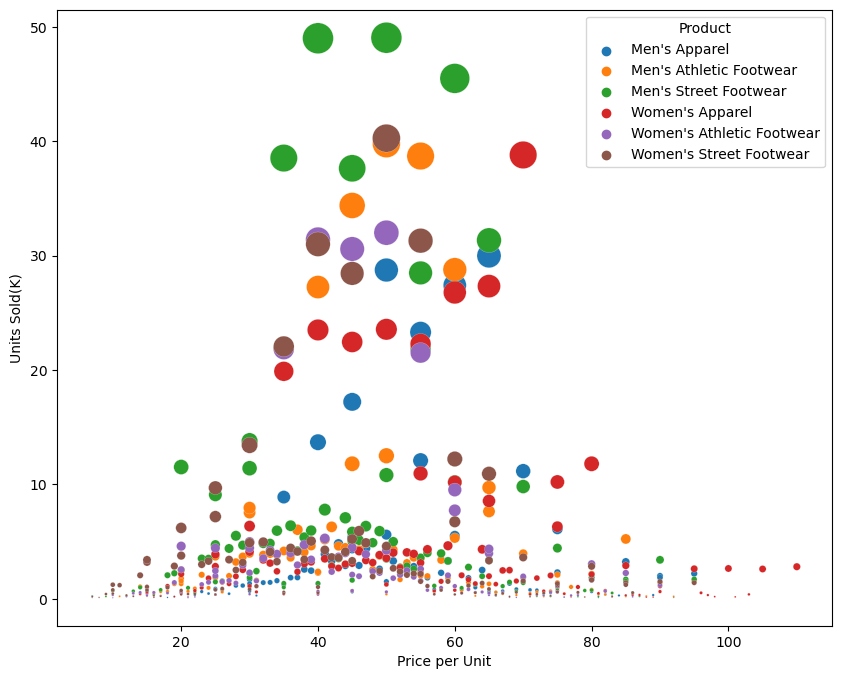 Product
Men's Apparel
Men's Athletic Footwear
Men's Street Footwear
Women's Apparel
Women's Athletic Footwear
Women's Street Footwear
50
40
30
20
10
0
Units Sold(K)
20 40 60 80 100
Price per Unit